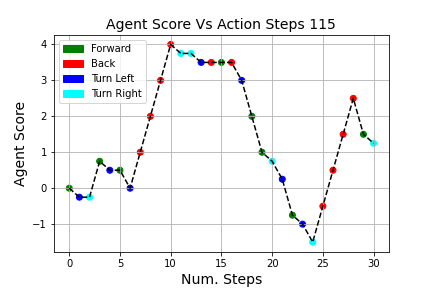 Agent Score Vs Action Steps 115
Agent Score
4
3
2
1
0
−1
Forward
Back
Turn Left
Turn Right
0 5 10 15 20 25 30
Num. Steps